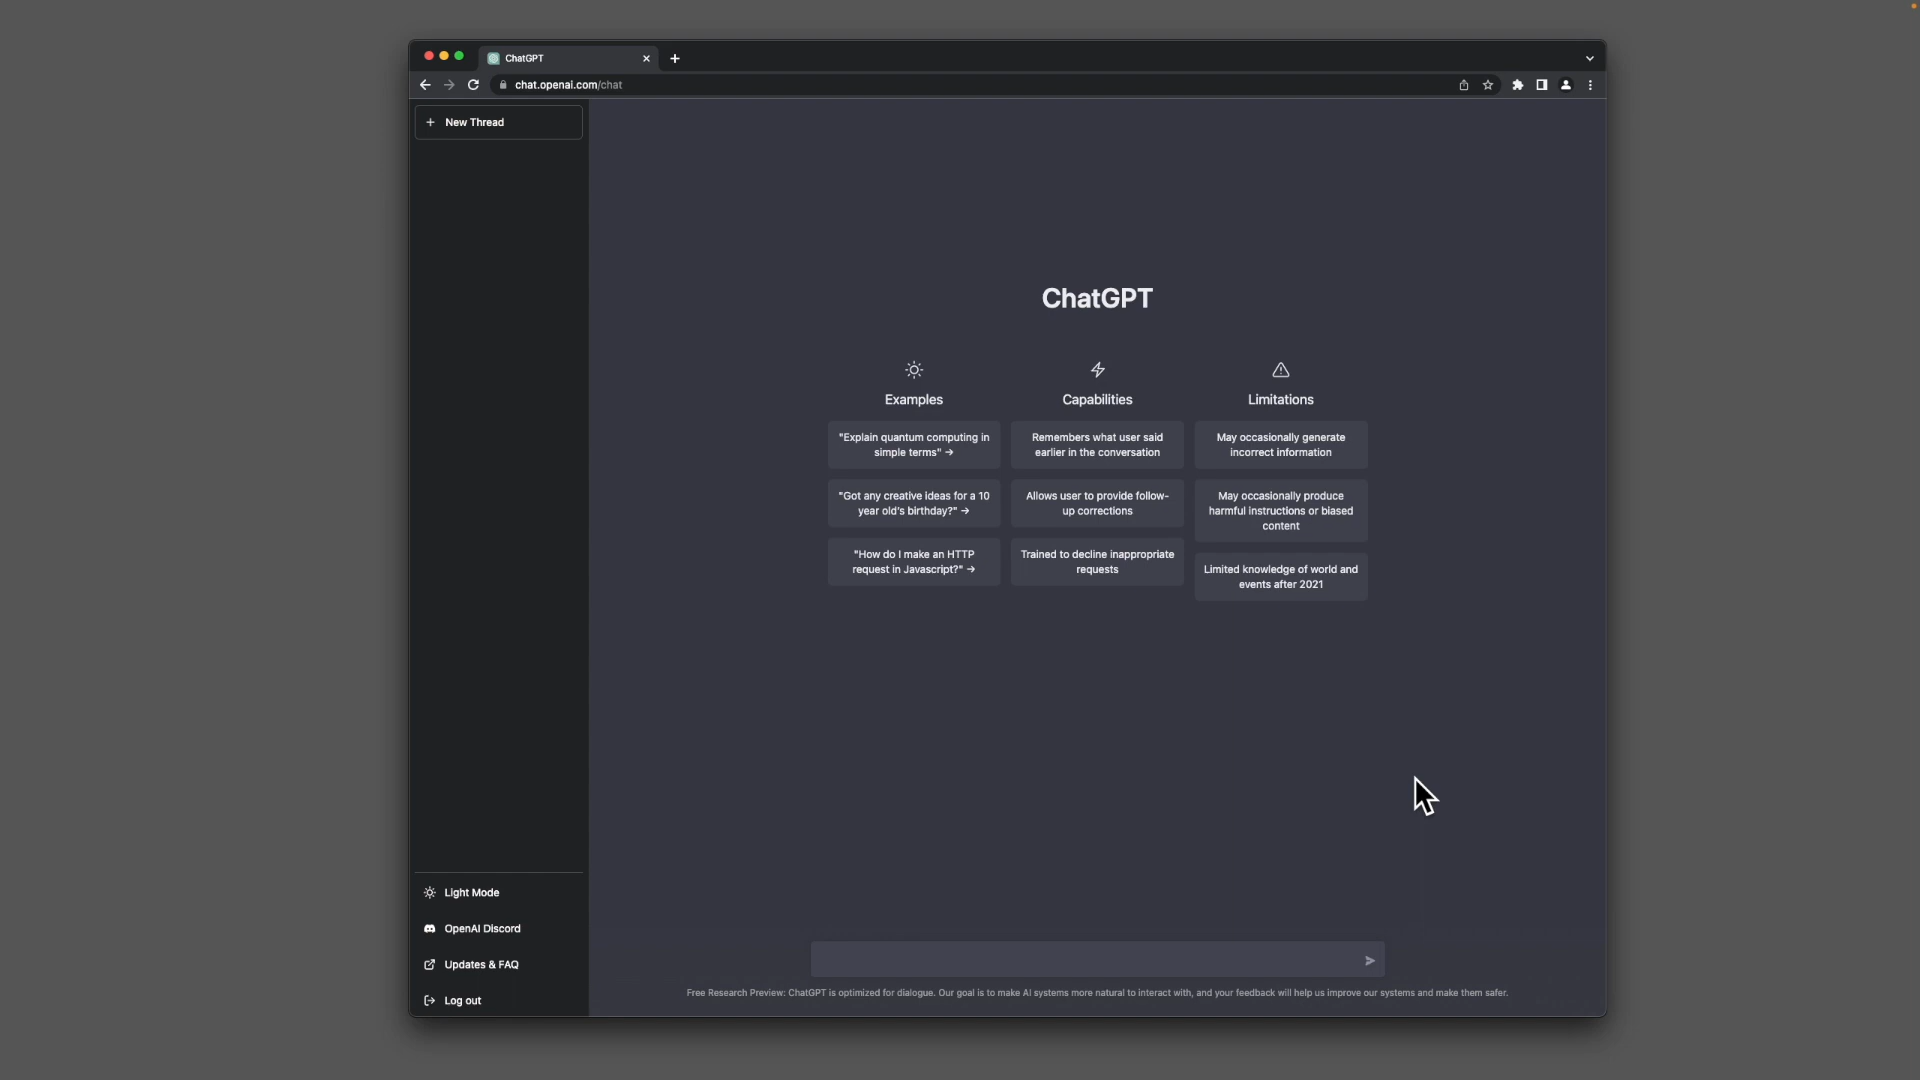 ChatGPT
chat.openai.com/chat
New Thread
ChatGPT
Examples
"Explain quantum computing in
simple terms" →
"Got any creative ideas for a 10
year old's birthday?" →
"How do I make an HTTP
request in Javascript?" →
Capabilities
Remembers what user said
earlier in the conversation
Allows user to provide follow-
up corrections
Trained to decline inappropriate
requests
Limitations
May occasionally generate
incorrect information
May occasionally produce
harmful instructions or biased
content
Limited knowledge of world and
events after 2021
Light Mode
OpenAI Discord
Updates & FAQ
Log out
Free Research Preview: ChatGPT is optimized for dialogue. Our goal is to make AI systems more natural to interact with, and your feedback will help us improve our systems and make them safer.